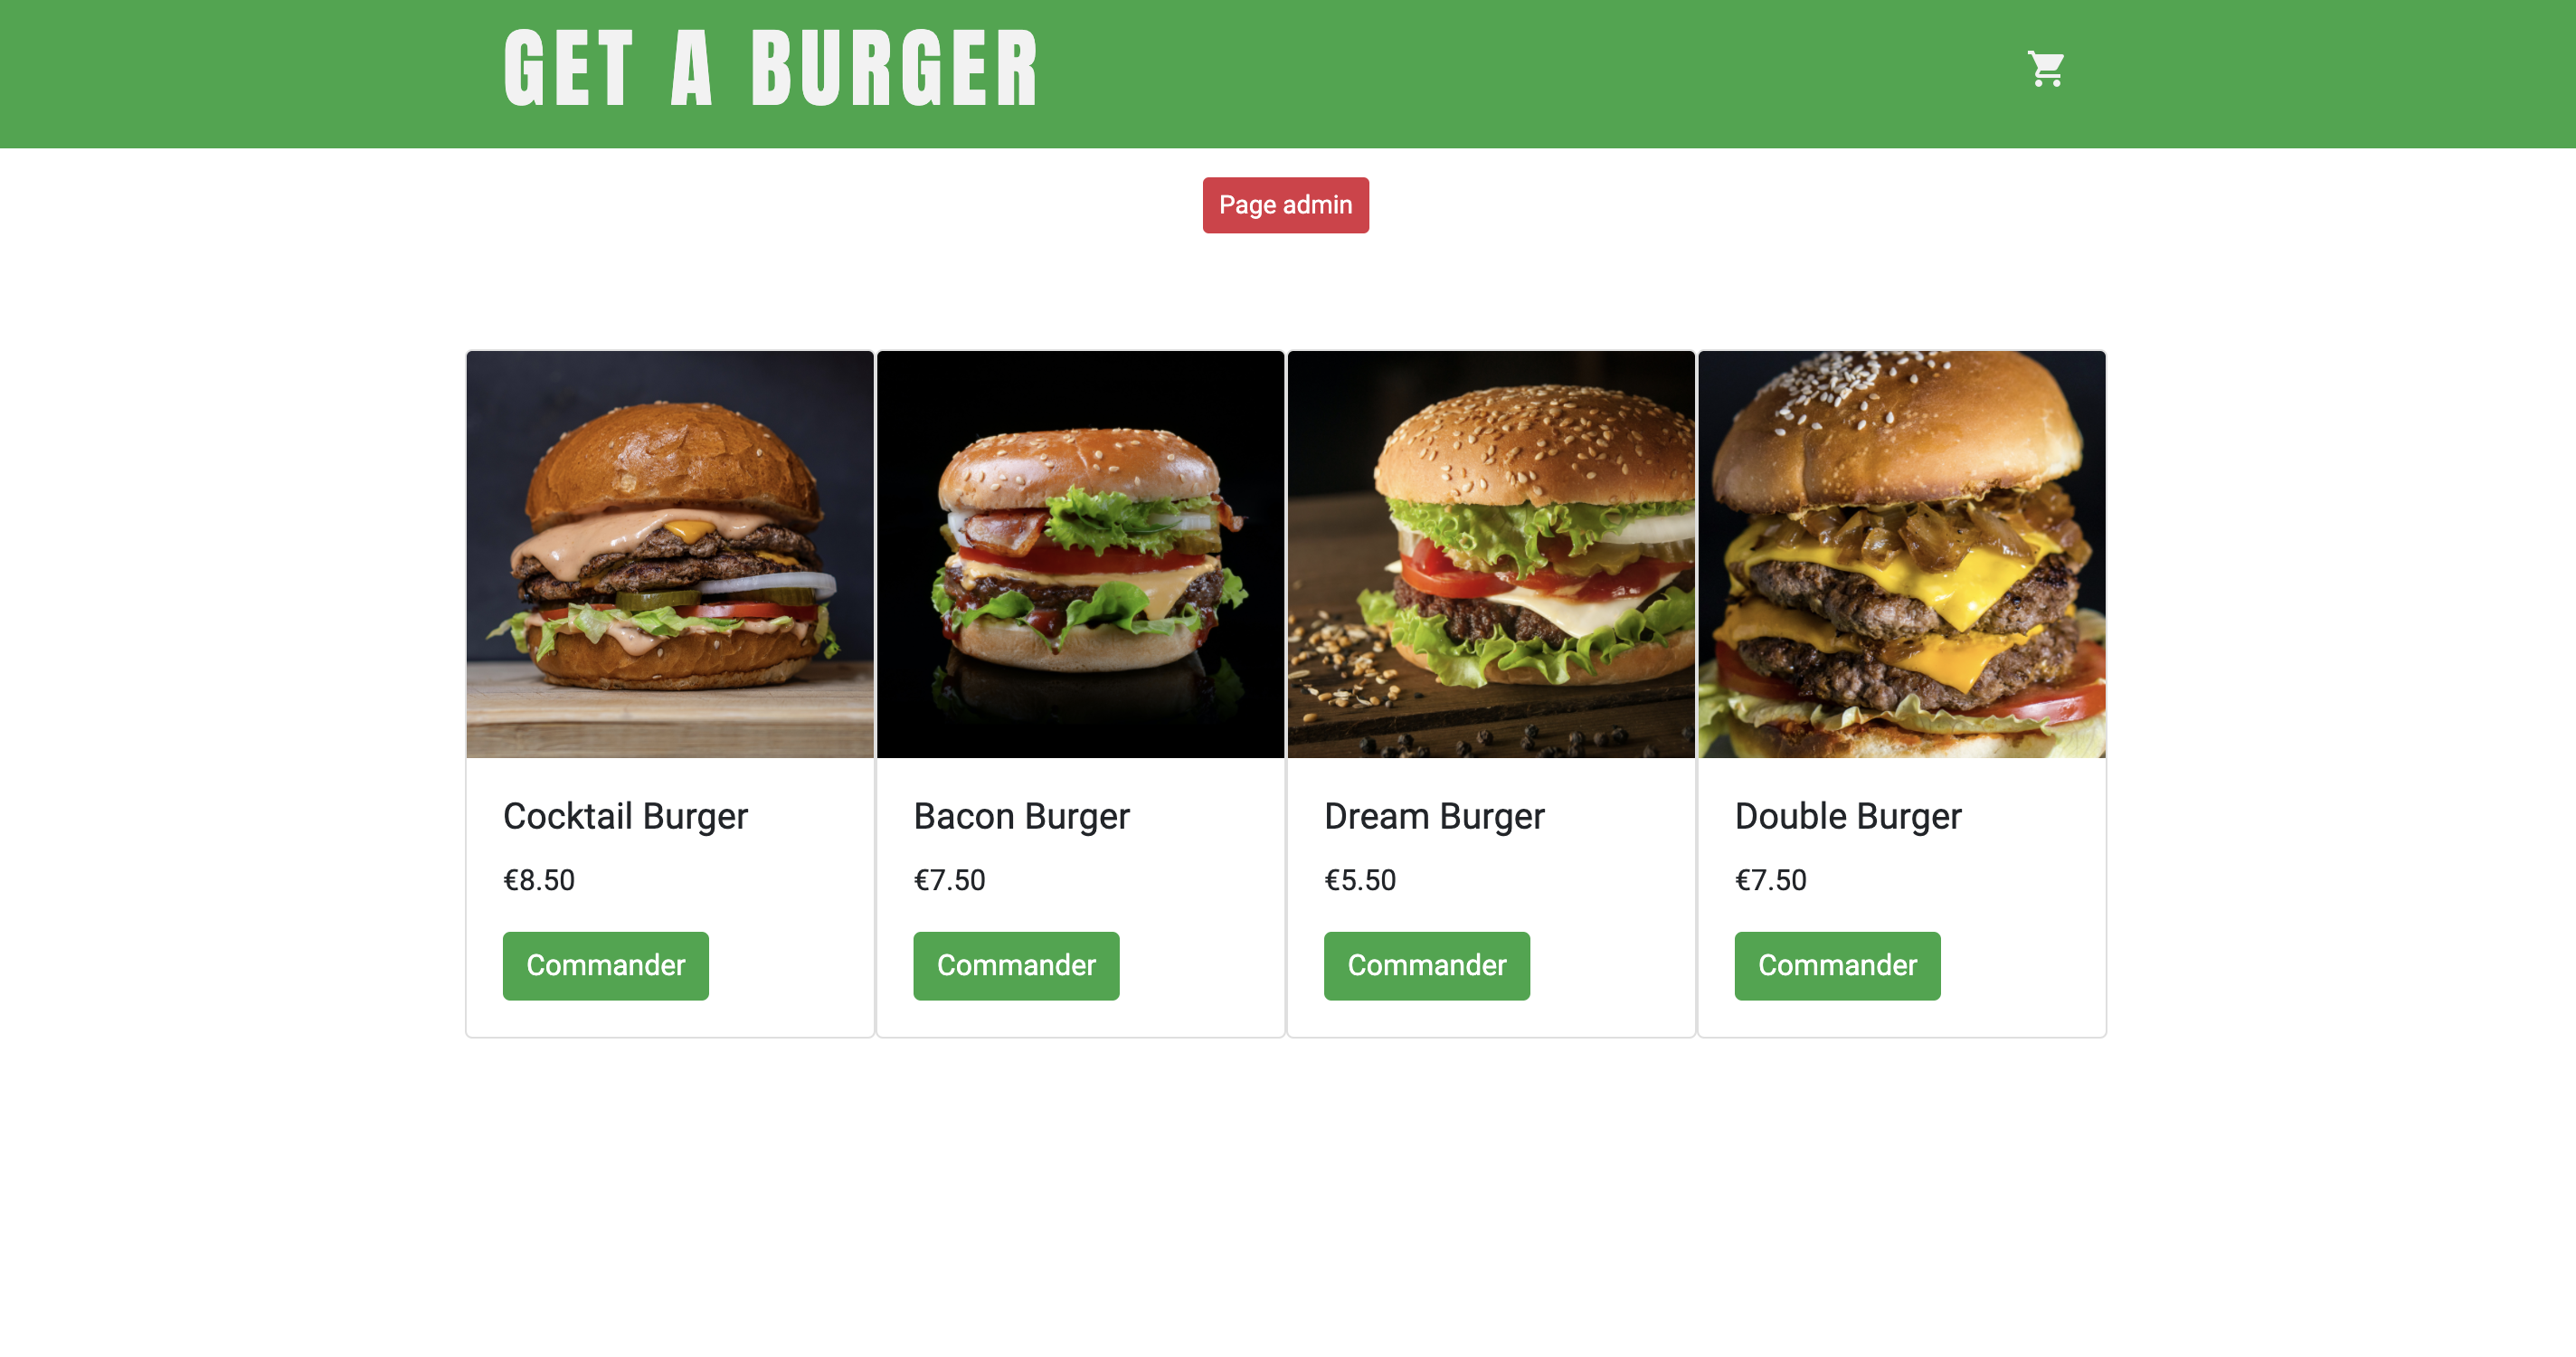 GET A BURGER
Page admin
Cocktail Burger
€8.50
Commander
Bacon Burger
€7.50
Commander
Dream Burger
€5.50
Commander
Double Burger
€7.50
Commander